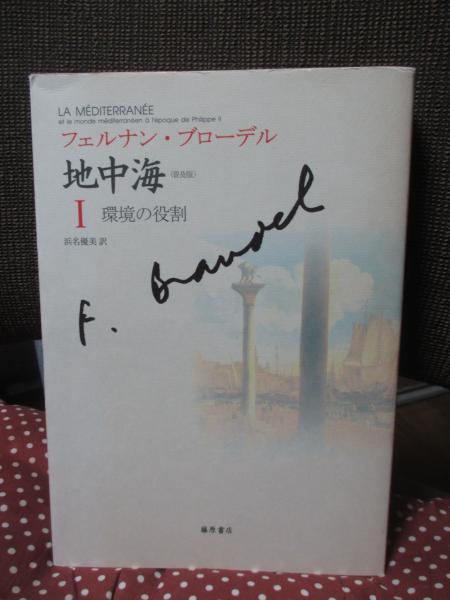 LA MÉDITERRANÉE
et le monde méditerranéen à l'époque de Philippe II
フェルナン・ブローデル
地中海〈普及版〉
I 環境の役割
浜名優美 訳
F. Braudel
藤原書店